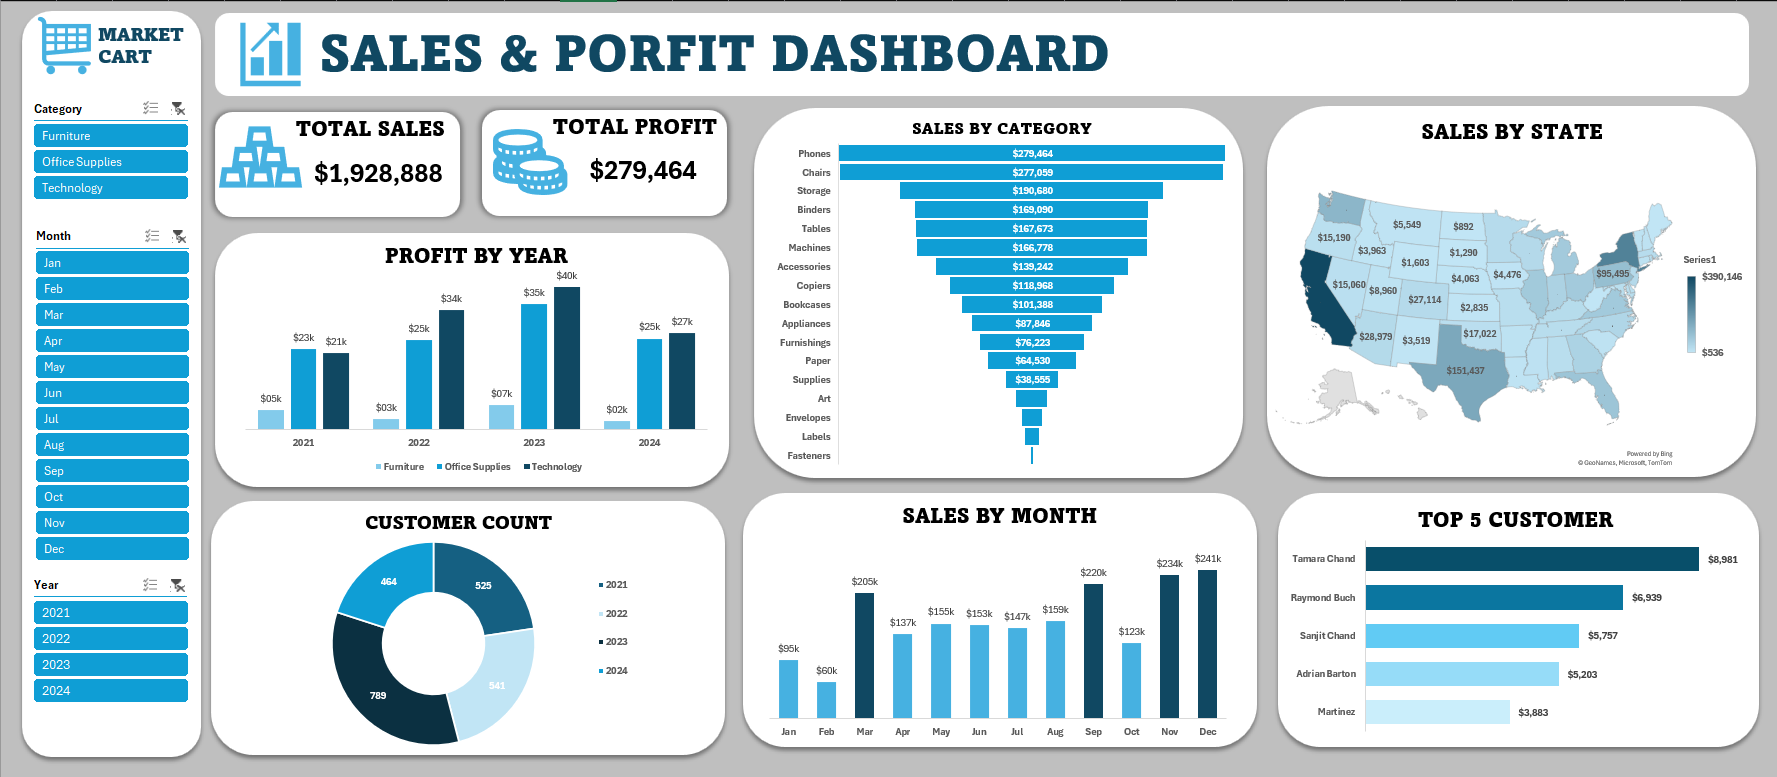 MARKET
CART
SALES & PORFIT DASHBOARD
Category
Furniture
Office Supplies
Technology
Month
Jan
Feb
Mar
Apr
May
Jun
Jul
Aug
Sep
Oct
Nov
Dec
Year
2021
2022
2023
2024
TOTAL SALES
$1,928,888
TOTAL PROFIT
$279,464
PROFIT BY YEAR
$05k
$23k
$21k
$03k
$25k
$34k
$07k
$35k
$40k
$02k
$25k
$27k
2021 2022 2023 2024
Furniture Office Supplies Technology
SALES BY CATEGORY
Phones $279,464
Chairs $277,059
Storage $190,680
Binders $169,090
Tables $167,673
Machines $166,778
Accessories $139,242
Copiers $118,968
Bookcases $101,388
Appliances $87,846
Furnishings $76,223
Paper $64,530
Supplies $38,555
Art
Envelopes
Labels
Fasteners
SALES BY STATE
$5,549
$892
$15,190
$3,963
$1,290
$1,603
$4,063
$4,476
$95,495
$15,060
$8,960
$27,114
$2,835
$28,979
$3,519
$17,022
$151,437
Series1
$390,146
$536
Powered by Bing
© GeoNames, Microsoft, TomTom
CUSTOMER COUNT
464
525
789
541
2021
2022
2023
2024
SALES BY MONTH
$95k
$60k
$205k
$137k
$155k
$153k
$147k
$159k
$220k
$123k
$234k
$241k
Jan Feb Mar Apr May Jun Jul Aug Sep Oct Nov Dec
TOP 5 CUSTOMER
Tamara Chand $8,981
Raymond Buch $6,939
Sanjit Chand $5,757
Adrian Barton $5,203
Martinez $3,883